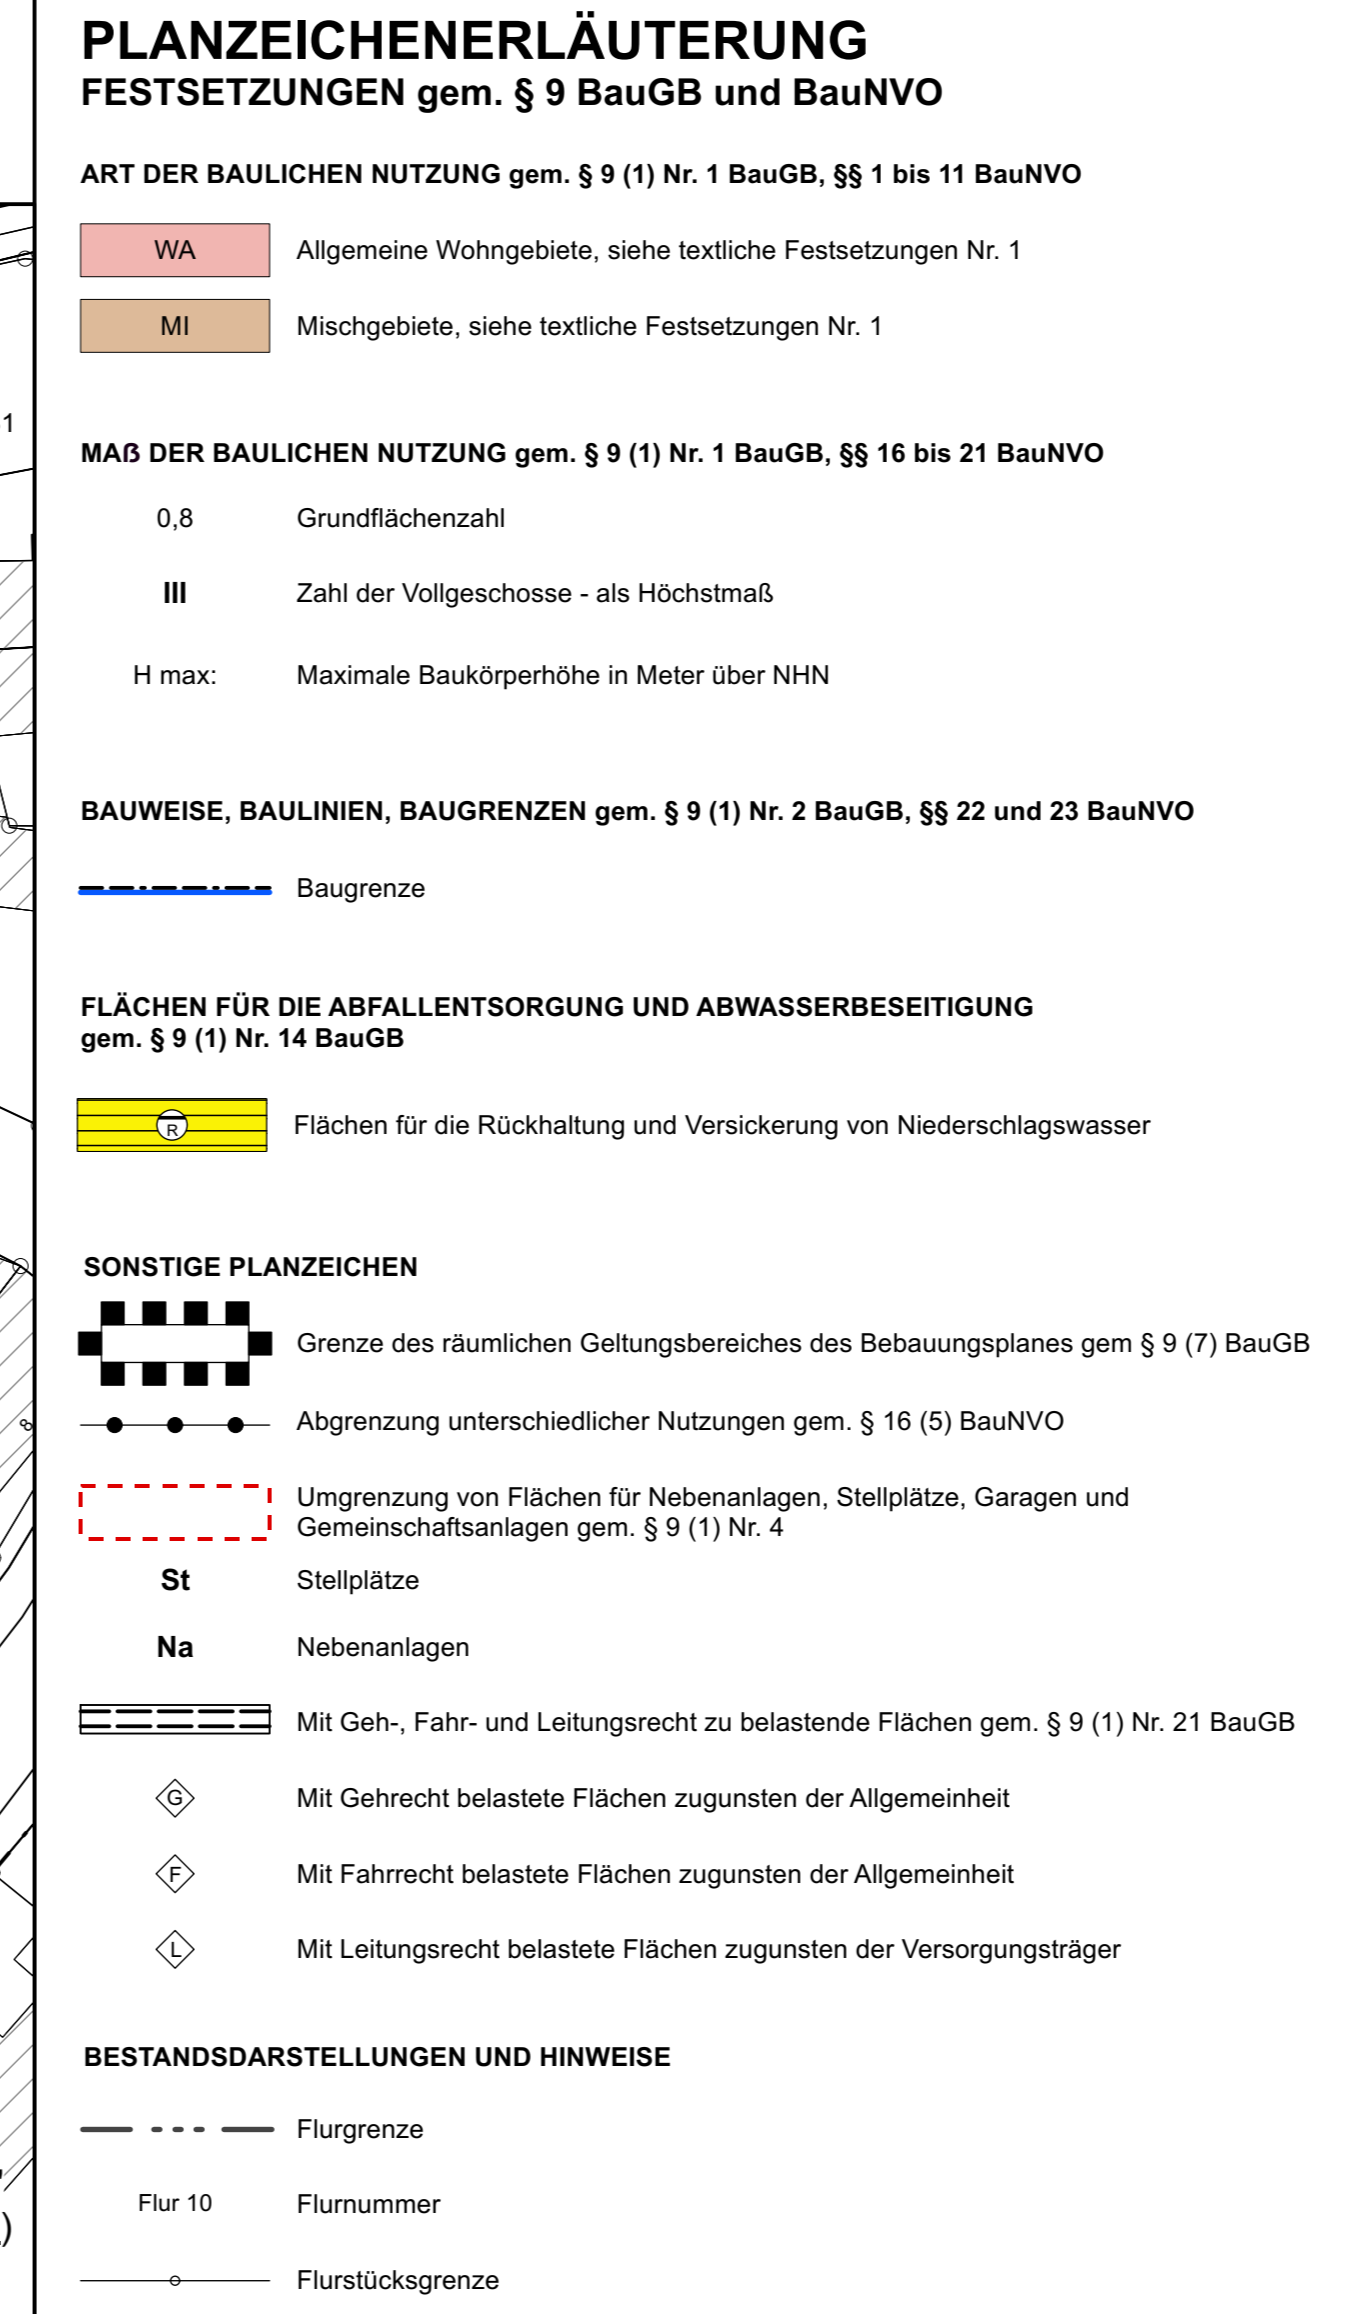 PLANZEICHENERLÄUTERUNG
FESTSETZUNGEN gem. § 9 BauGB und BauNVO
ART DER BAULICHEN NUTZUNG gem. § 9 (1) Nr. 1 BauGB, §§ 1 bis 11 BauNVO
WA Allgemeine Wohngebiete, siehe textliche Festsetzungen Nr. 1
MI Mischgebiete, siehe textliche Festsetzungen Nr. 1
1
MAß DER BAULICHEN NUTZUNG gem. § 9 (1) Nr. 1 BauGB, §§ 16 bis 21 BauNVO
0,8 Grundflächenzahl
III Zahl der Vollgeschosse - als Höchstmaß
H max: Maximale Baukörperhöhe in Meter über NHN
BAUWEISE, BAULINIEN, BAUGRENZEN gem. § 9 (1) Nr. 2 BauGB, §§ 22 und 23 BauNVO
Baugrenze
FLÄCHEN FÜR DIE ABFALLENTSORGUNG UND ABWASSERBESEITIGUNG
gem. § 9 (1) Nr. 14 BauGB
R Flächen für die Rückhaltung und Versickerung von Niederschlagswasser
SONSTIGE PLANZEICHEN
Grenze des räumlichen Geltungsbereiches des Bebauungsplanes gem § 9 (7) BauGB
Abgrenzung unterschiedlicher Nutzungen gem. § 16 (5) BauNVO
8
Umgrenzung von Flächen für Nebenanlagen, Stellplätze, Garagen und
Gemeinschaftsanlagen gem. § 9 (1) Nr. 4
St Stellplätze
Na Nebenanlagen
Mit Geh-, Fahr- und Leitungsrecht zu belastende Flächen gem. § 9 (1) Nr. 21 BauGB
G Mit Gehrecht belastete Flächen zugunsten der Allgemeinheit
F Mit Fahrrecht belastete Flächen zugunsten der Allgemeinheit
L Mit Leitungsrecht belastete Flächen zugunsten der Versorgungsträger
BESTANDSDARSTELLUNGEN UND HINWEISE
Flurgrenze
Flur 10 Flurnummer
)
Flurstücksgrenze